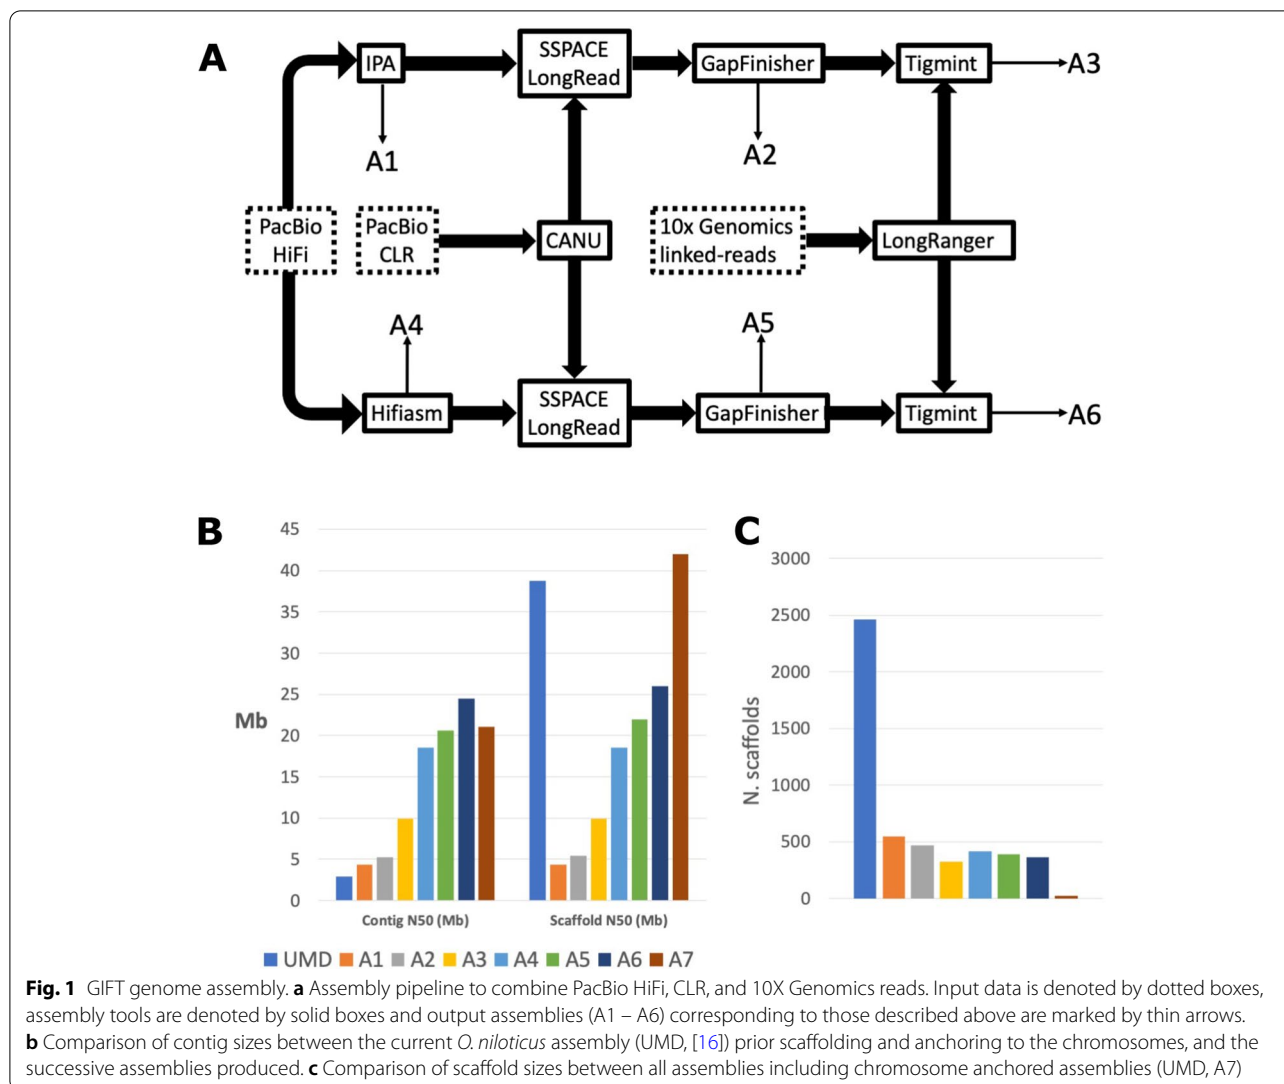 A
IPA
SSPACE
LongRead
GapFinisher
Tigmint
A3
A1
A2
PacBio
HiFi
PacBio
CLR
CANU
10x Genomics
linked-reads
LongRanger
A4
A5
Hifiasm
SSPACE
LongRead
GapFinisher
Tigmint
A6
B
Mb
45
40
35
30
25
20
15
10
5
0
Contig N50 (Mb)
Scaffold N50 (Mb)
UMD A1 A2 A3 A4 A5 A6 A7
C
N. scaffolds
3000
2500
2000
1500
1000
500
0
Fig. 1 GIFT genome assembly. a Assembly pipeline to combine PacBio HiFi, CLR, and 10X Genomics reads. Input data is denoted by dotted boxes,
assembly tools are denoted by solid boxes and output assemblies (A1 – A6) corresponding to those described above are marked by thin arrows.
b Comparison of contig sizes between the current O. niloticus assembly (UMD, [16]) prior scaffolding and anchoring to the chromosomes, and the
successive assemblies produced. c Comparison of scaffold sizes between all assemblies including chromosome anchored assemblies (UMD, A7)